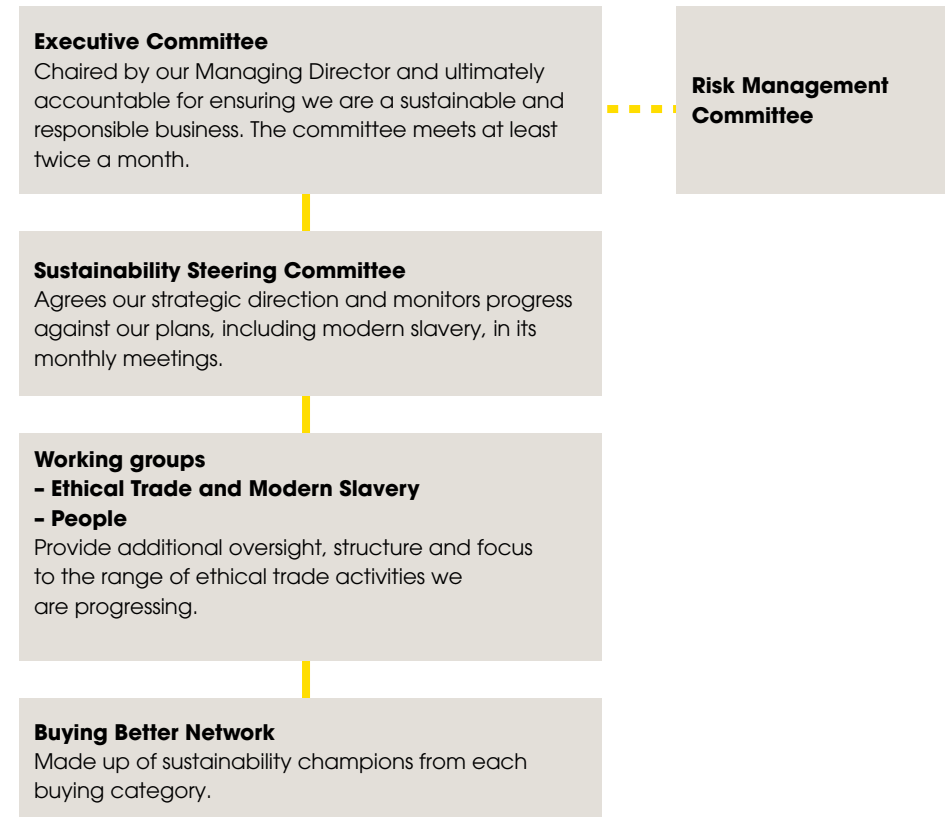 Executive Committee
Chaired by our Managing Director and ultimately
accountable for ensuring we are a sustainable and
responsible business. The committee meets at least
twice a month.
Risk Management
Committee
Sustainability Steering Committee
Agrees our strategic direction and monitors progress
against our plans, including modern slavery, in its
monthly meetings.
Working groups
– Ethical Trade and Modern Slavery
– People
Provide additional oversight, structure and focus
to the range of ethical trade activities we
are progressing.
Buying Better Network
Made up of sustainability champions from each
buying category.